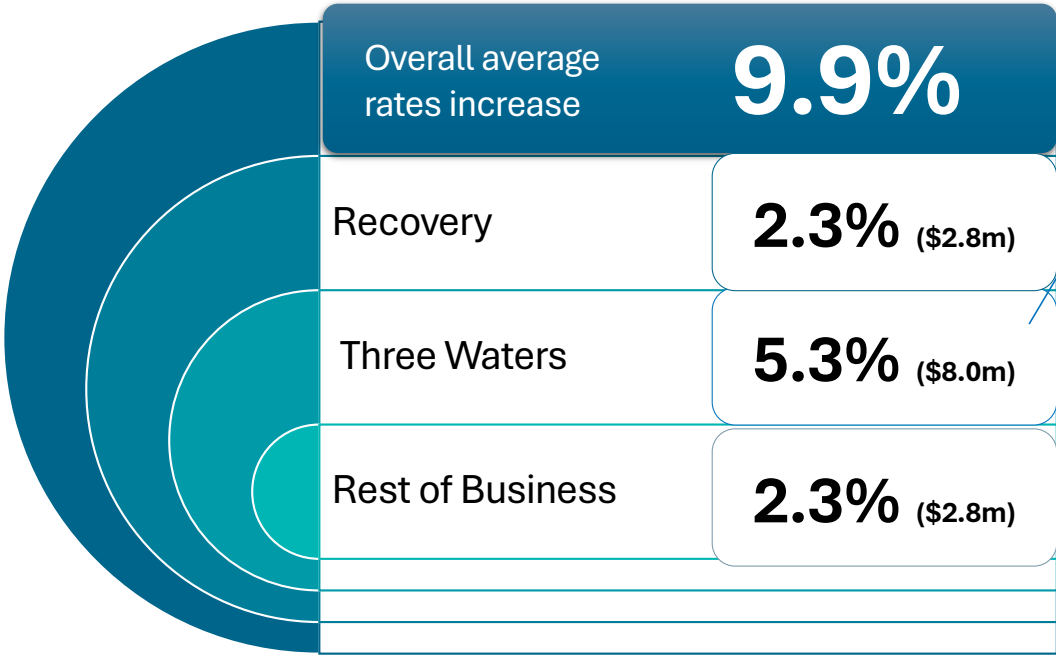 Overall average
rates increase
9.9%
Recovery
2.3% ($2.8m)
Three Waters
5.3% ($8.0m)
Rest of Business
2.3% ($2.8m)